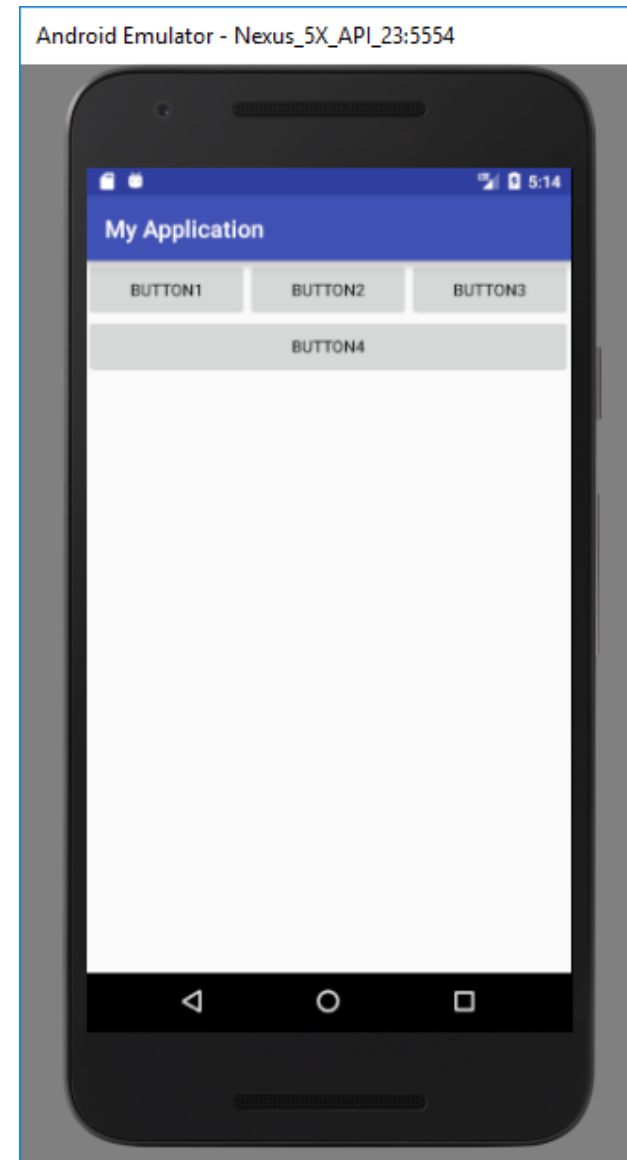 Android Emulator - Nexus_5X_API_23:5554
5:14
My Application
BUTTON1 BUTTON2 BUTTON3
BUTTON4